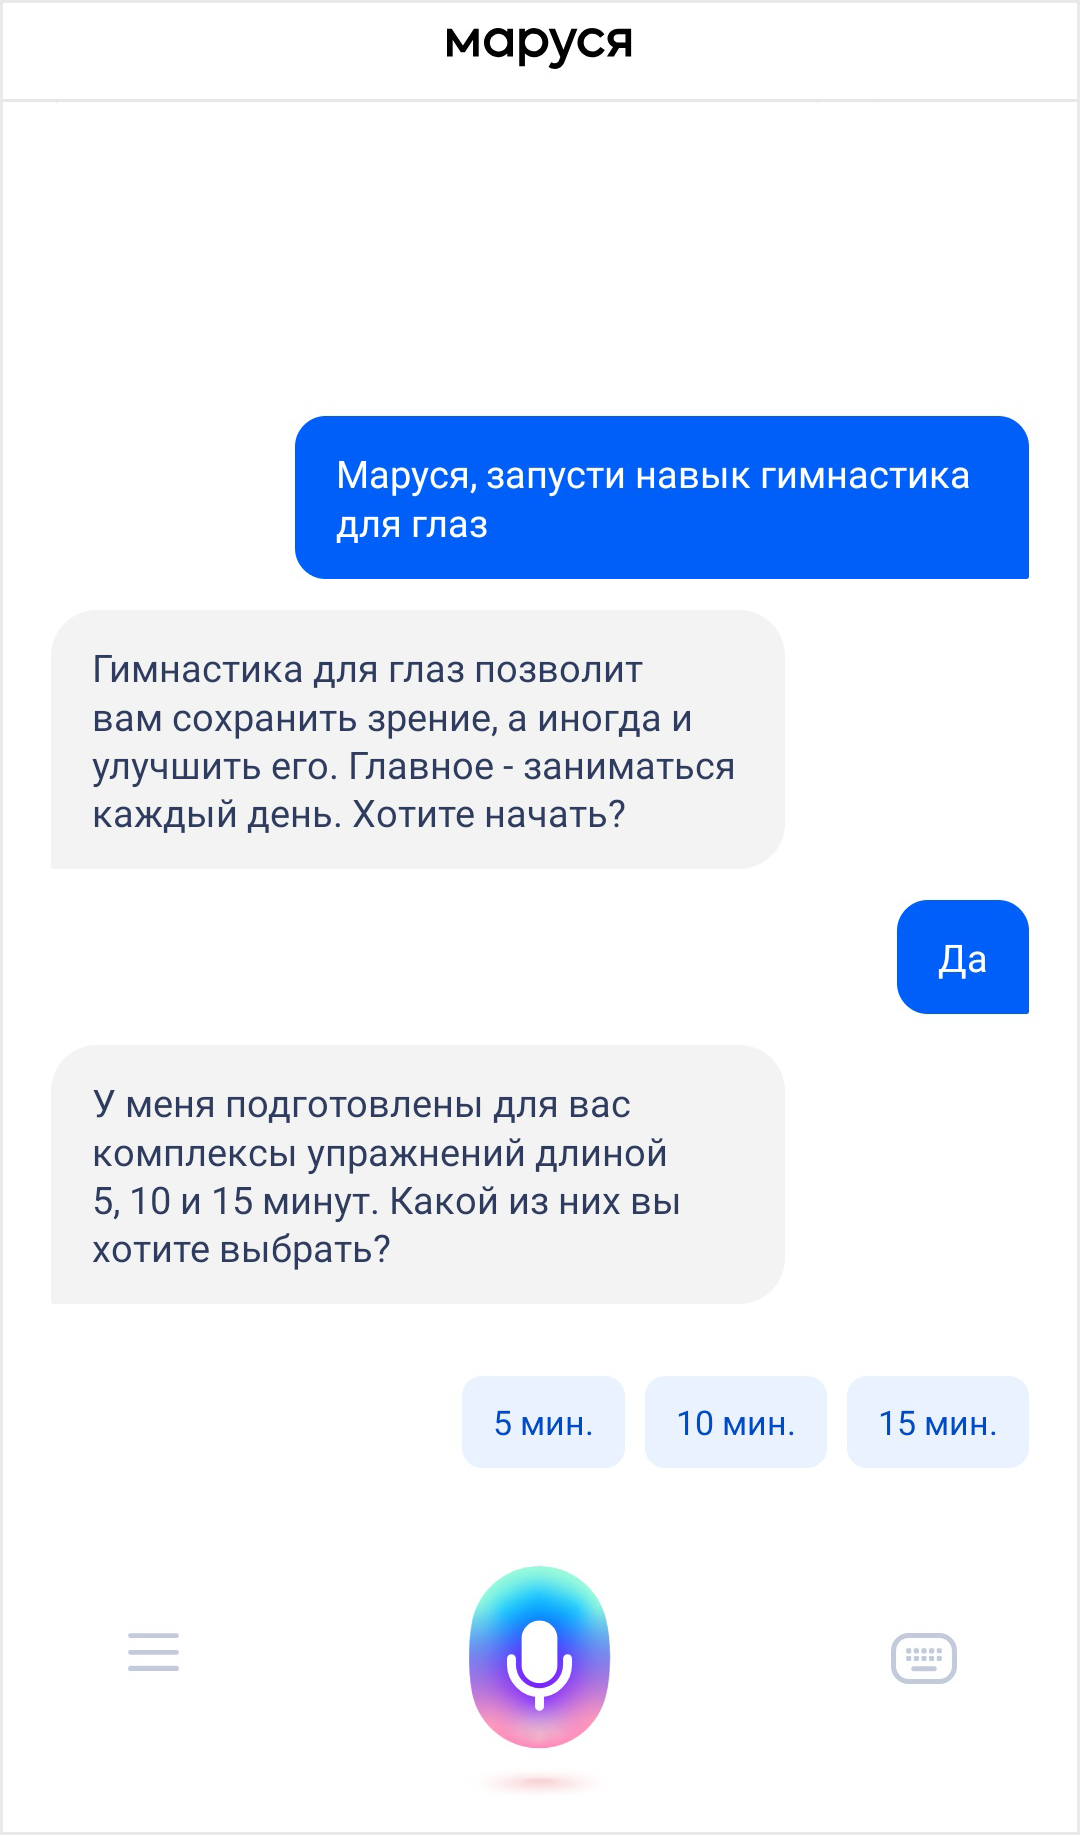 маруся
Маруся, запусти навык гимнастика
для глаз
Гимнастика для глаз позволит
вам сохранить зрение, а иногда и
улучшить его. Главное - заниматься
каждый день. Хотите начать?
Да
У меня подготовлены для вас
комплексы упражнений длиной
5, 10 и 15 минут. Какой из них вы
хотите выбрать?
5 мин.
10 мин.
15 мин.